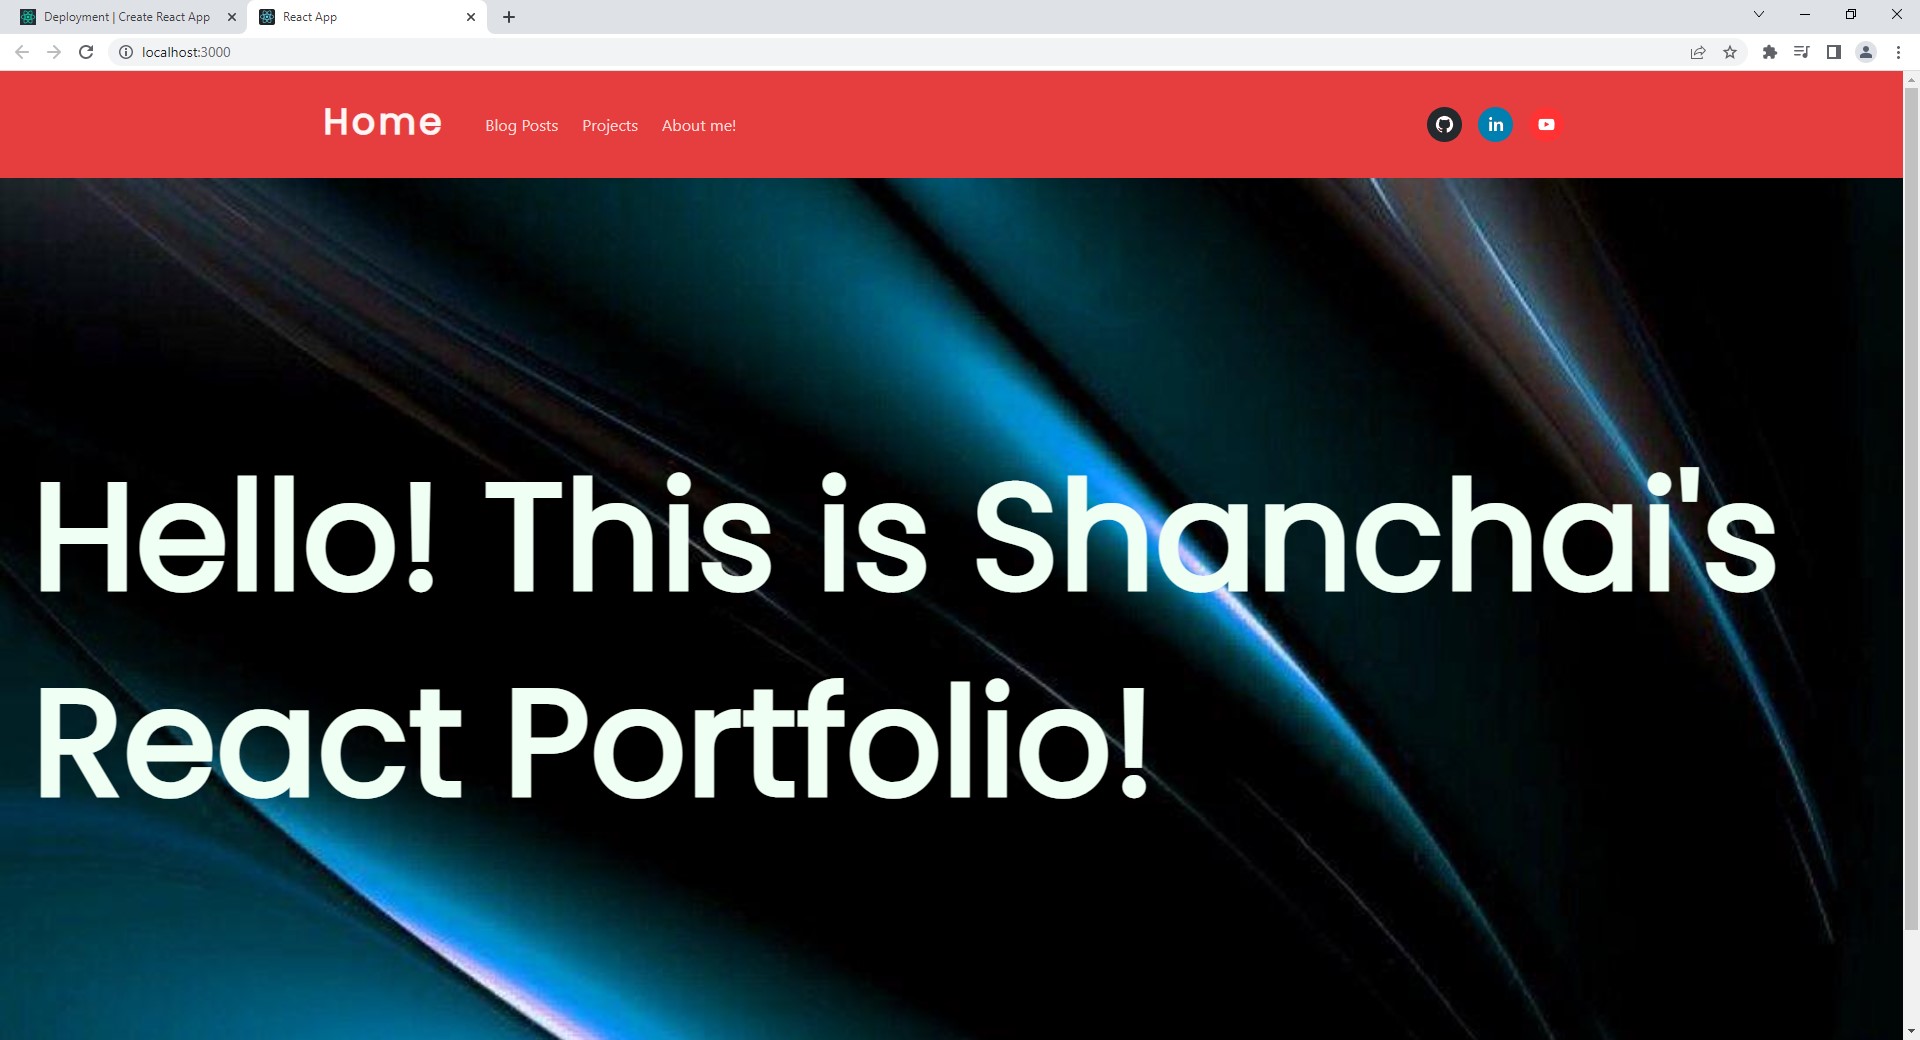 Deployment | Create React App
React App
localhost:3000
Home
Blog Posts
Projects
About me!
in
Hello! This is Shanchai's
React Portfolio!